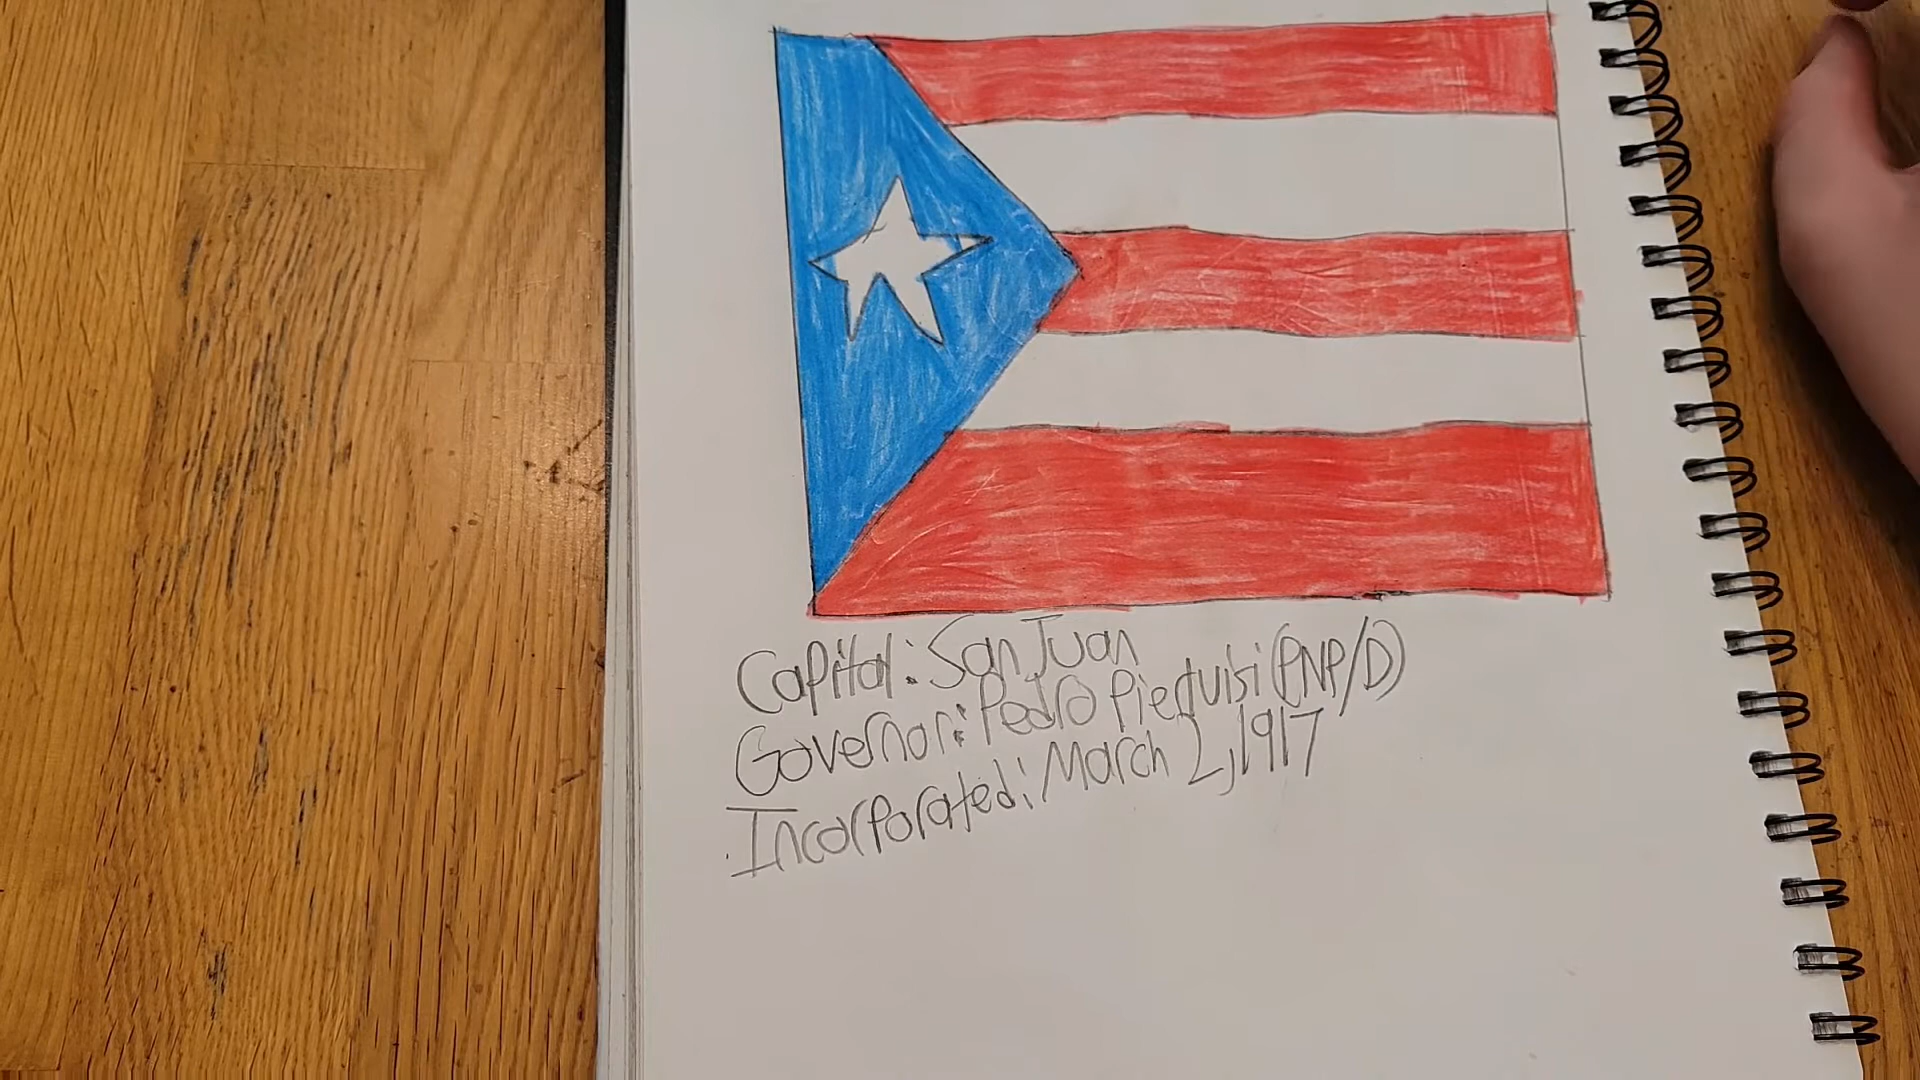 Capital: San Juan
Governor: Pedro Pierluisi (PNP/D)
Incorporated: March 2, 1917